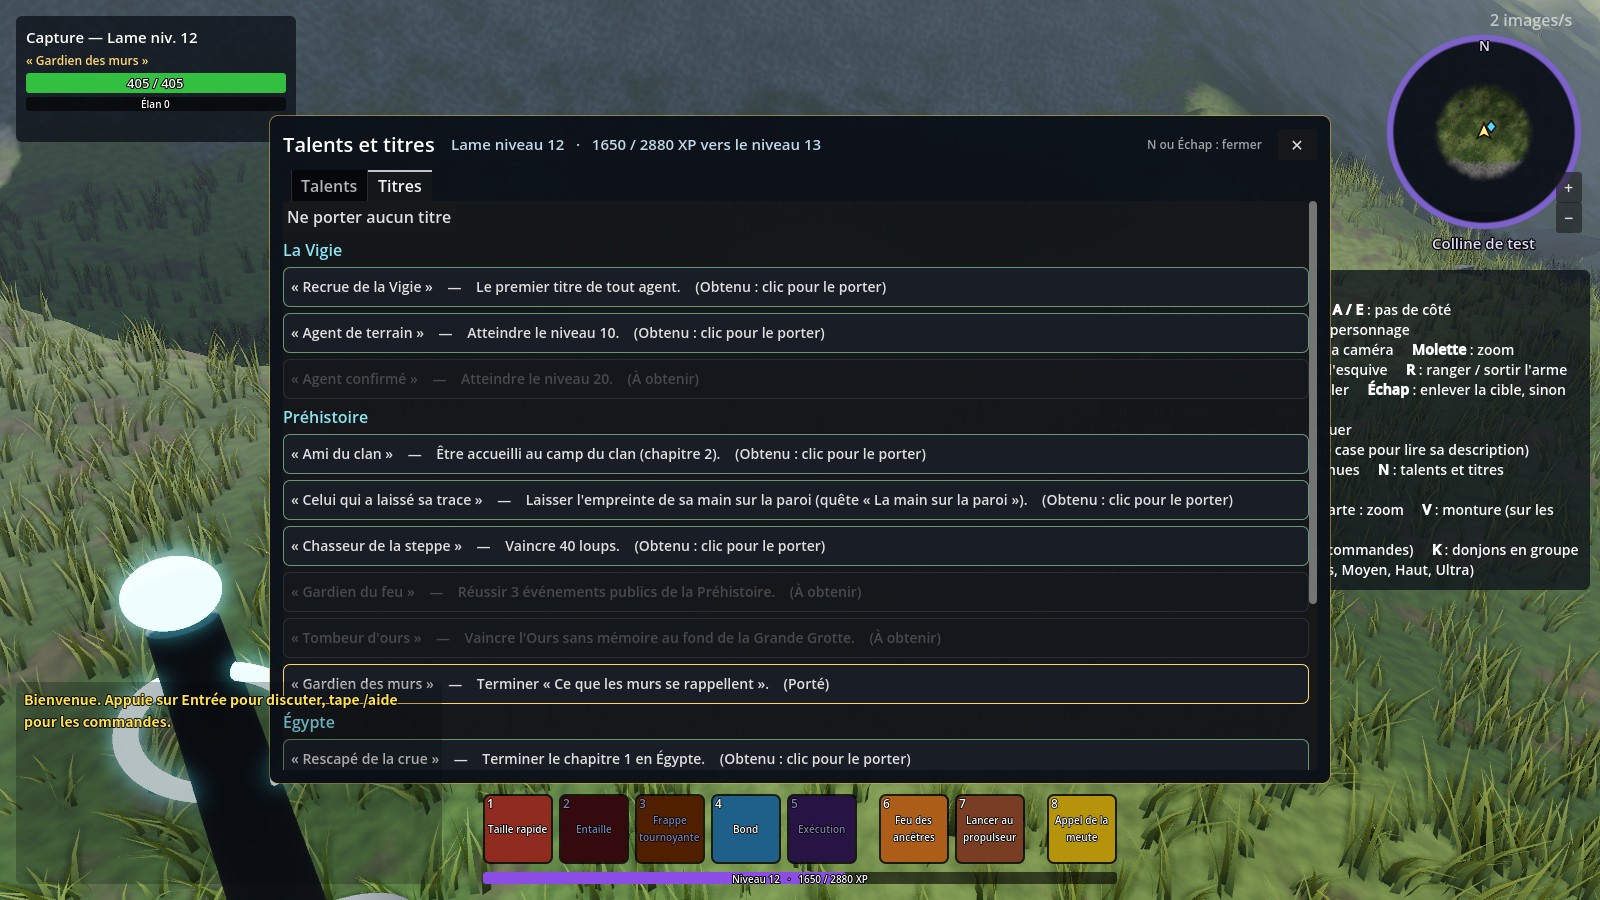 Capture — Lame niv. 12
« Gardien des murs »
405 / 405
Élan 0
2 images/s
N
+
−
Colline de test
Talents et titres
Lame niveau 12 · 1650 / 2880 XP vers le niveau 13
N ou Échap : fermer
×
Talents
Titres
Ne porter aucun titre
La Vigie
« Recrue de la Vigie » — Le premier titre de tout agent. (Obtenu : clic pour le porter)
« Agent de terrain » — Atteindre le niveau 10. (Obtenu : clic pour le porter)
« Agent confirmé » — Atteindre le niveau 20. (À obtenir)
Préhistoire
« Ami du clan » — Être accueilli au camp du clan (chapitre 2). (Obtenu : clic pour le porter)
« Celui qui a laissé sa trace » — Laisser l'empreinte de sa main sur la paroi (quête « La main sur la paroi »). (Obtenu : clic pour le porter)
« Chasseur de la steppe » — Vaincre 40 loups. (Obtenu : clic pour le porter)
« Gardien du feu » — Réussir 3 événements publics de la Préhistoire. (À obtenir)
« Tombeur d'ours » — Vaincre l'Ours sans mémoire au fond de la Grande Grotte. (À obtenir)
« Gardien des murs » — Terminer « Ce que les murs se rappellent ». (Porté)
Égypte
« Rescapé de la crue » — Terminer le chapitre 1 en Égypte. (Obtenu : clic pour le porter)
A / E : pas de côté
personnage
a caméra Molette : zoom
'esquive R : ranger / sortir l'arme
ler Échap : enlever la cible, sinon
uer
case pour lire sa description)
nues N : talents et titres
arte : zoom V : monture (sur les
commandes) K : donjons en groupe
s, Moyen, Haut, Ultra)
Bienvenue. Appuie sur Entrée pour discuter, tape /aide
pour les commandes.
1 Taille rapide
2 Entaille
3 Frappe tournoyante
4 Bond
5 Exécution
6 Feu des ancêtres
7 Lancer au propulseur
8 Appel de la meute
Niveau 12 · 1650 / 2880 XP